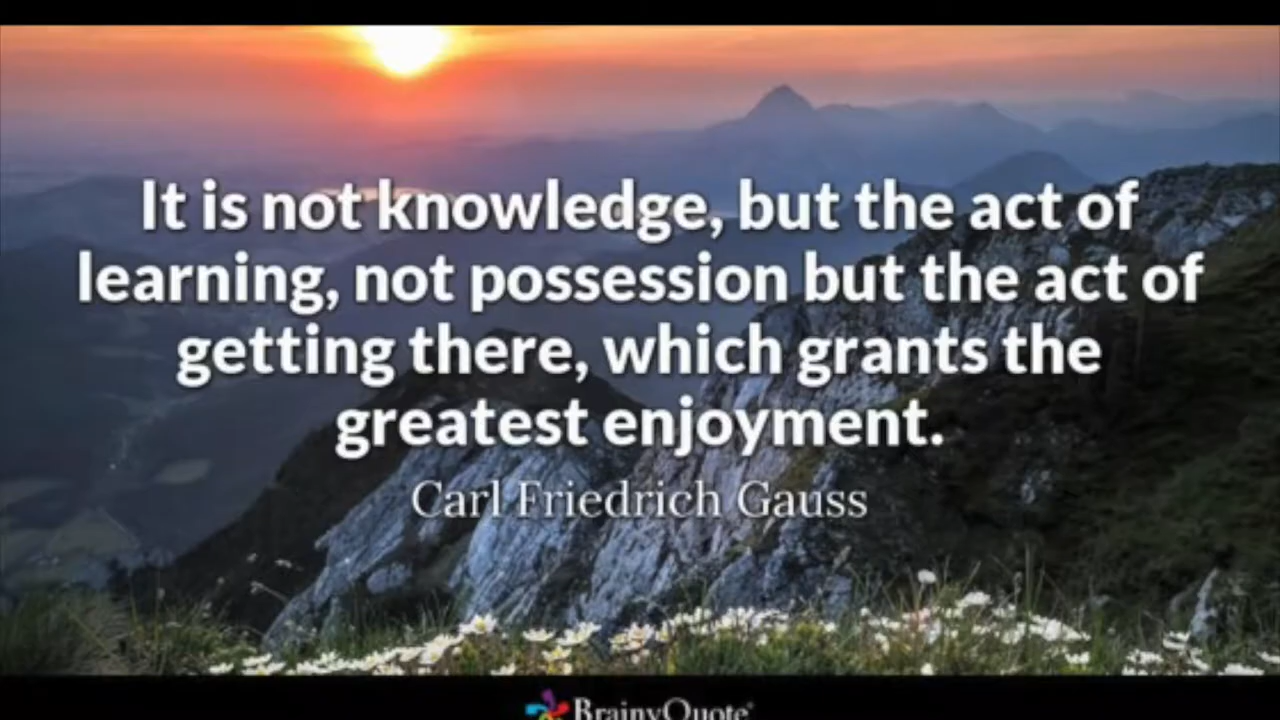 It is not knowledge, but the act of
learning, not possession but the act of
getting there, which grants the
greatest enjoyment.
Carl Friedrich Gauss
BrainyQuote®